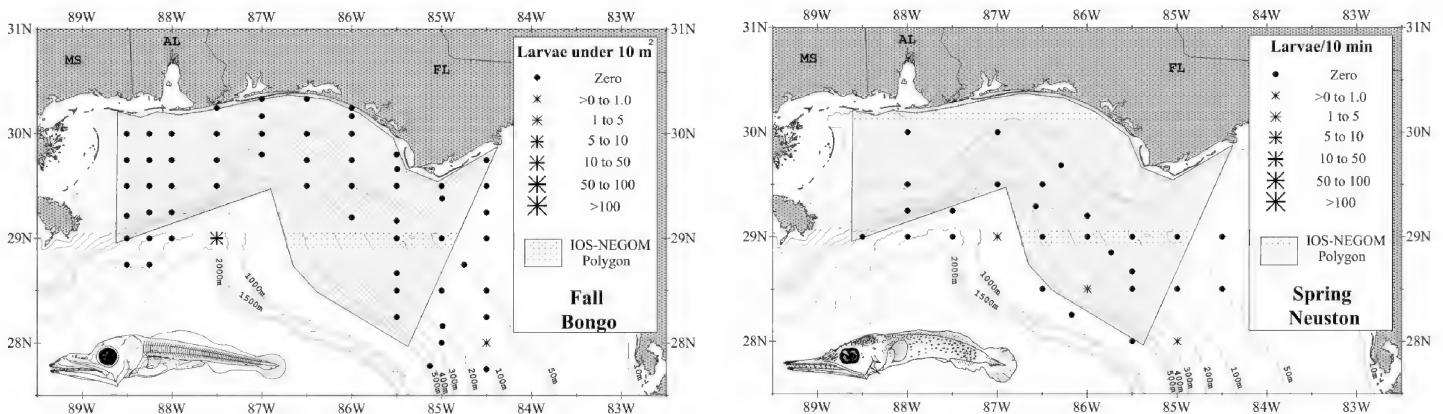 89W 88W 87W 86W 85W 84W 83W
31N
30N
29N
28N
MS
AL
FL
Larvae under 10 m²
Zero
>0 to 1.0
1 to 5
5 to 10
10 to 50
50 to 100
>100
IOS-NEGOM
Polygon
Fall
Bongo
2000m
1000m
1500m
500m
400m
300m
200m
100m
50m
10m
89W 88W 87W 86W 85W 84W 83W
89W 88W 87W 86W 85W 84W 83W
31N 31N
30N 30N
29N 29N
28N 28N
MS
AL
FL
Larvae/10 min
Zero
>0 to 1.0
1 to 5
5 to 10
10 to 50
50 to 100
>100
IOS-NEGOM
Polygon
Spring
Neuston
2000m
1000m
1500m
500m
400m
300m
200m
100m
50m
10m
89W 88W 87W 86W 85W 84W 83W